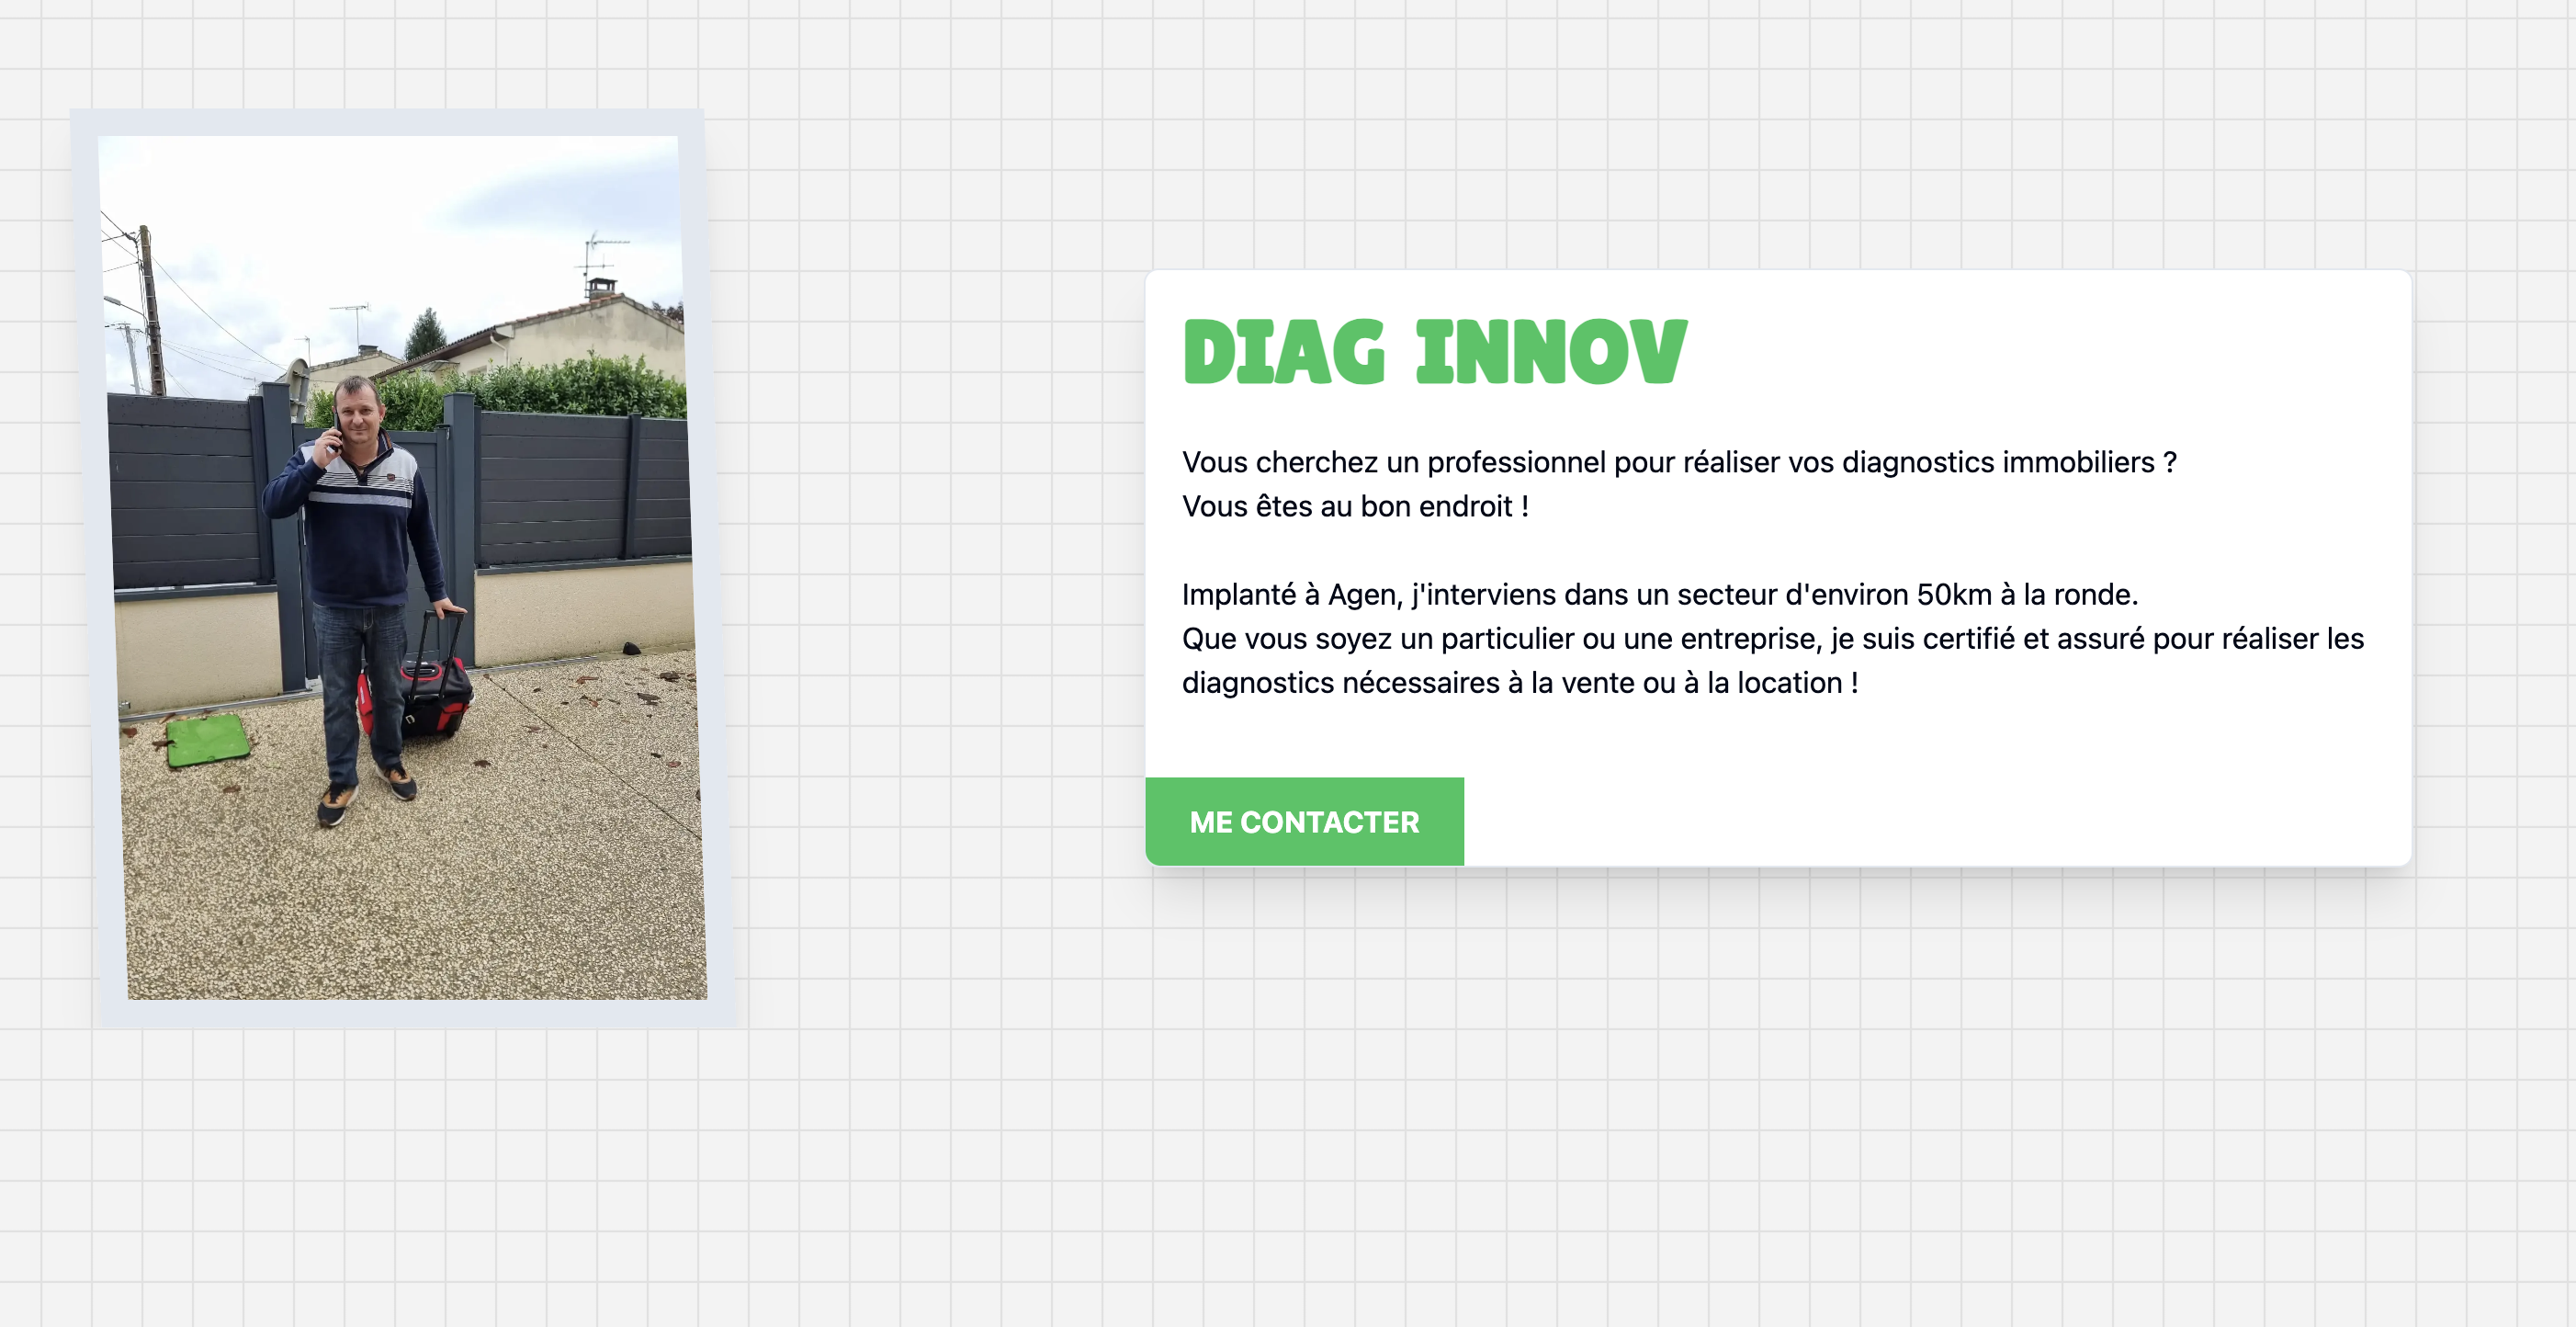 DIAG INNOV
Vous cherchez un professionnel pour réaliser vos diagnostics immobiliers ?
Vous êtes au bon endroit !
Implanté à Agen, j'interviens dans un secteur d'environ 50km à la ronde.
Que vous soyez un particulier ou une entreprise, je suis certifié et assuré pour réaliser les
diagnostics nécessaires à la vente ou à la location !
ME CONTACTER